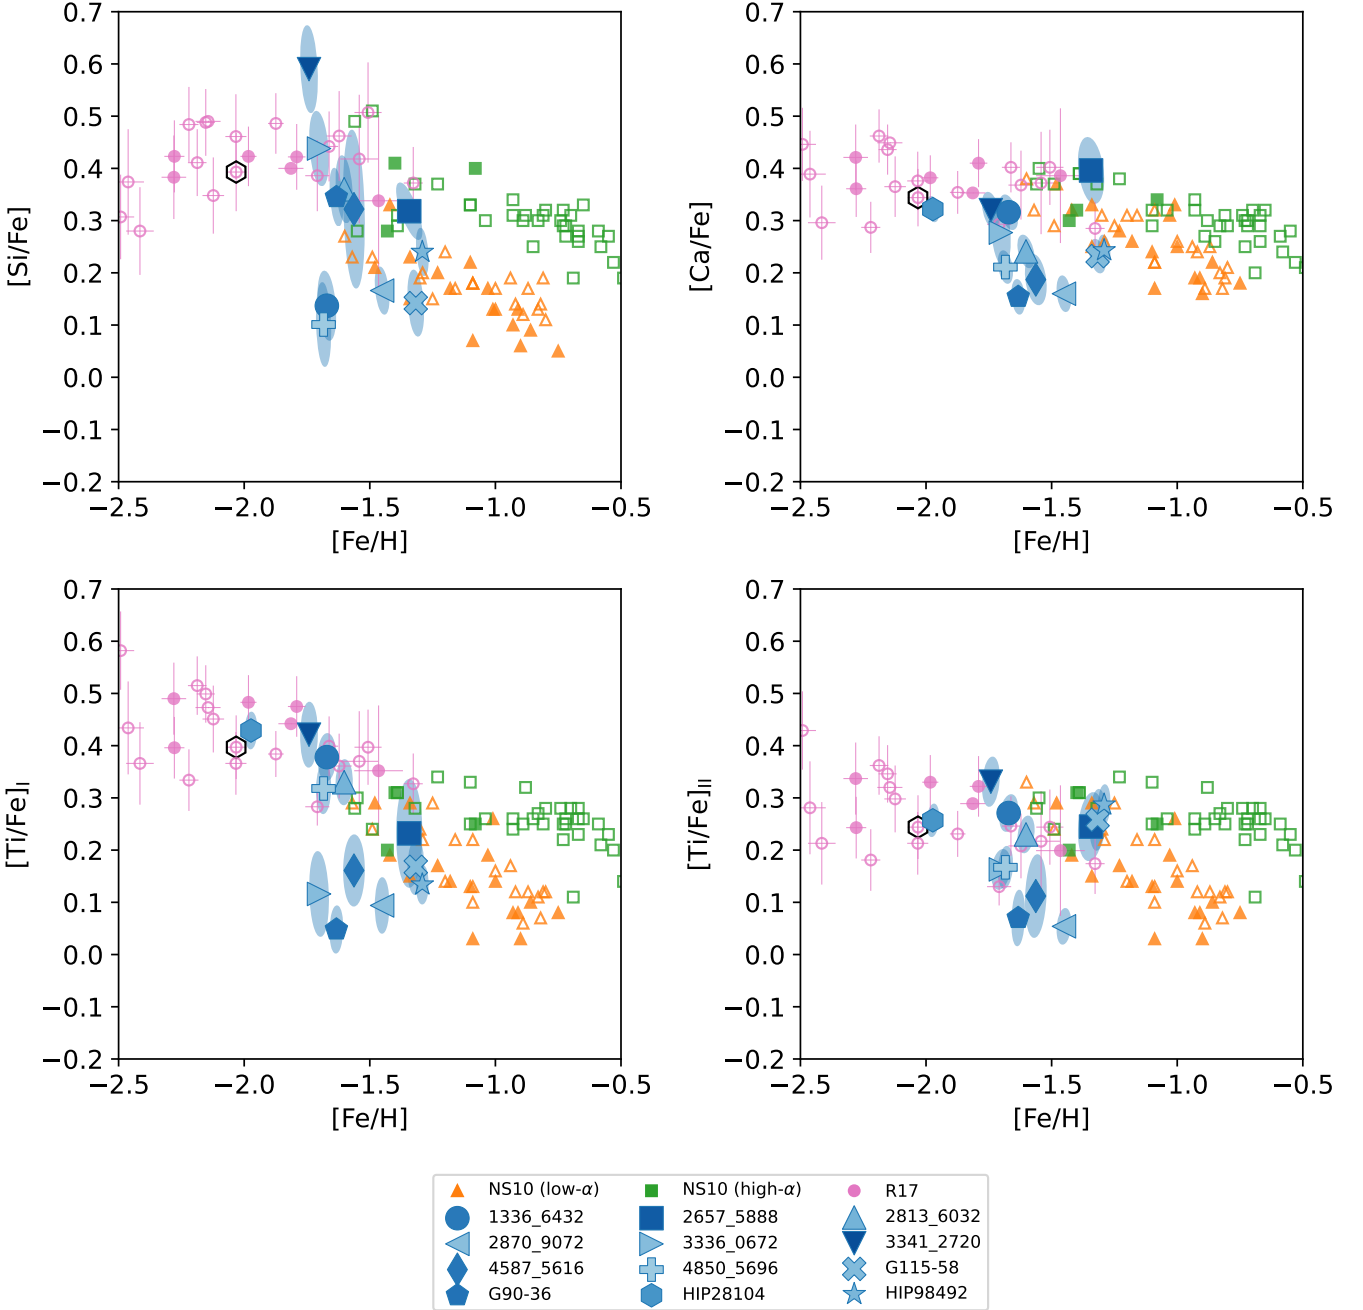 0.7
0.6
0.5
0.4
0.3
0.2
0.1
0.0
−0.1
−0.2
[Si/Fe]
−2.5 −2.0 −1.5 −1.0 −0.5
[Fe/H]
0.7
0.6
0.5
0.4
0.3
0.2
0.1
0.0
−0.1
−0.2
[Ca/Fe]
−2.5 −2.0 −1.5 −1.0 −0.5
[Fe/H]
0.7
0.6
0.5
0.4
0.3
0.2
0.1
0.0
−0.1
−0.2
[Ti/Fe]I
−2.5 −2.0 −1.5 −1.0 −0.5
[Fe/H]
0.7
0.6
0.5
0.4
0.3
0.2
0.1
0.0
−0.1
−0.2
[Ti/Fe]II
−2.5 −2.0 −1.5 −1.0 −0.5
[Fe/H]
NS10 (low-α) NS10 (high-α) R17
1336_6432 2657_5888 2813_6032
2870_9072 3336_0672 3341_2720
4587_5616 4850_5696 G115-58
G90-36 HIP28104 HIP98492